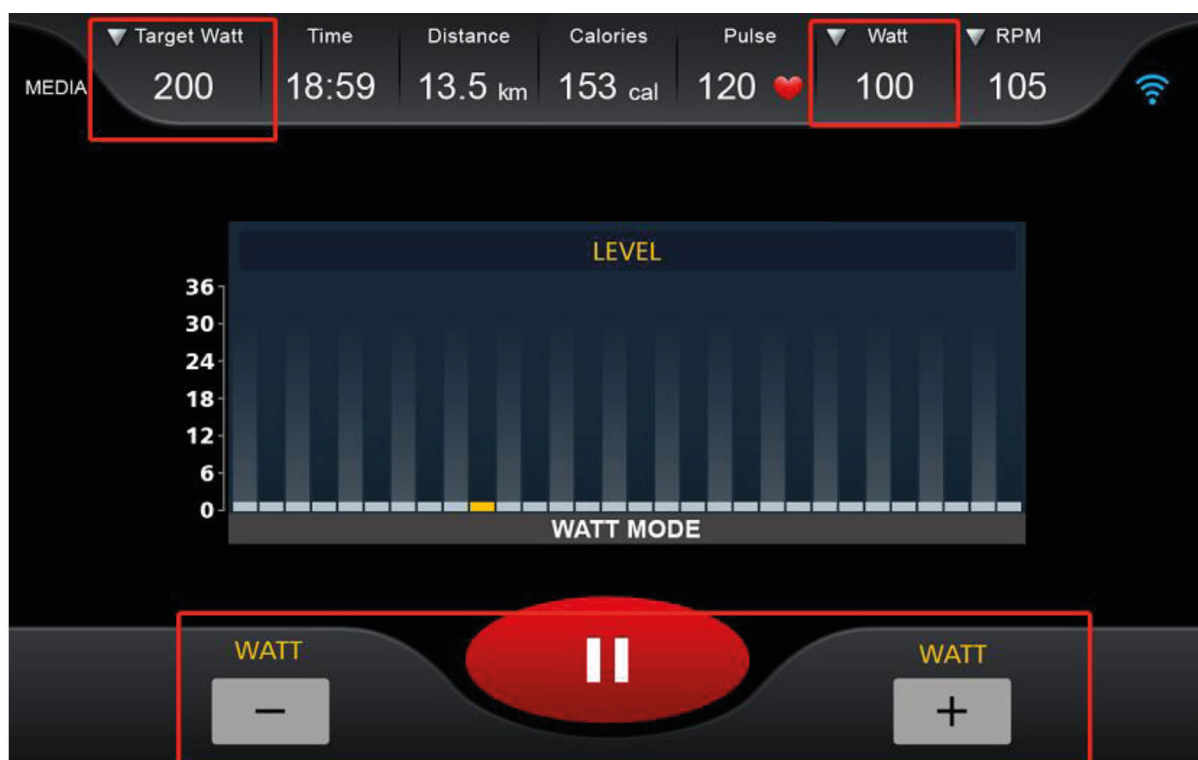 Target Watt Time Distance Calories Pulse Watt RPM
MEDIA 200 18:59 13.5 km 153 cal 120 100 105
LEVEL
36
30
24
18
12
6
0
WATT MODE
WATT WATT
- +